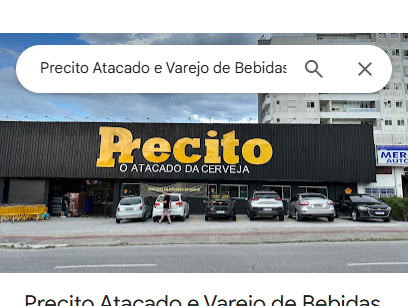 Precito Atacado e Varejo de Bebidas
Precito
O ATACADO DA CERVEJA
MER
AUTO
Precito Atacado e Varejo de Bebidas